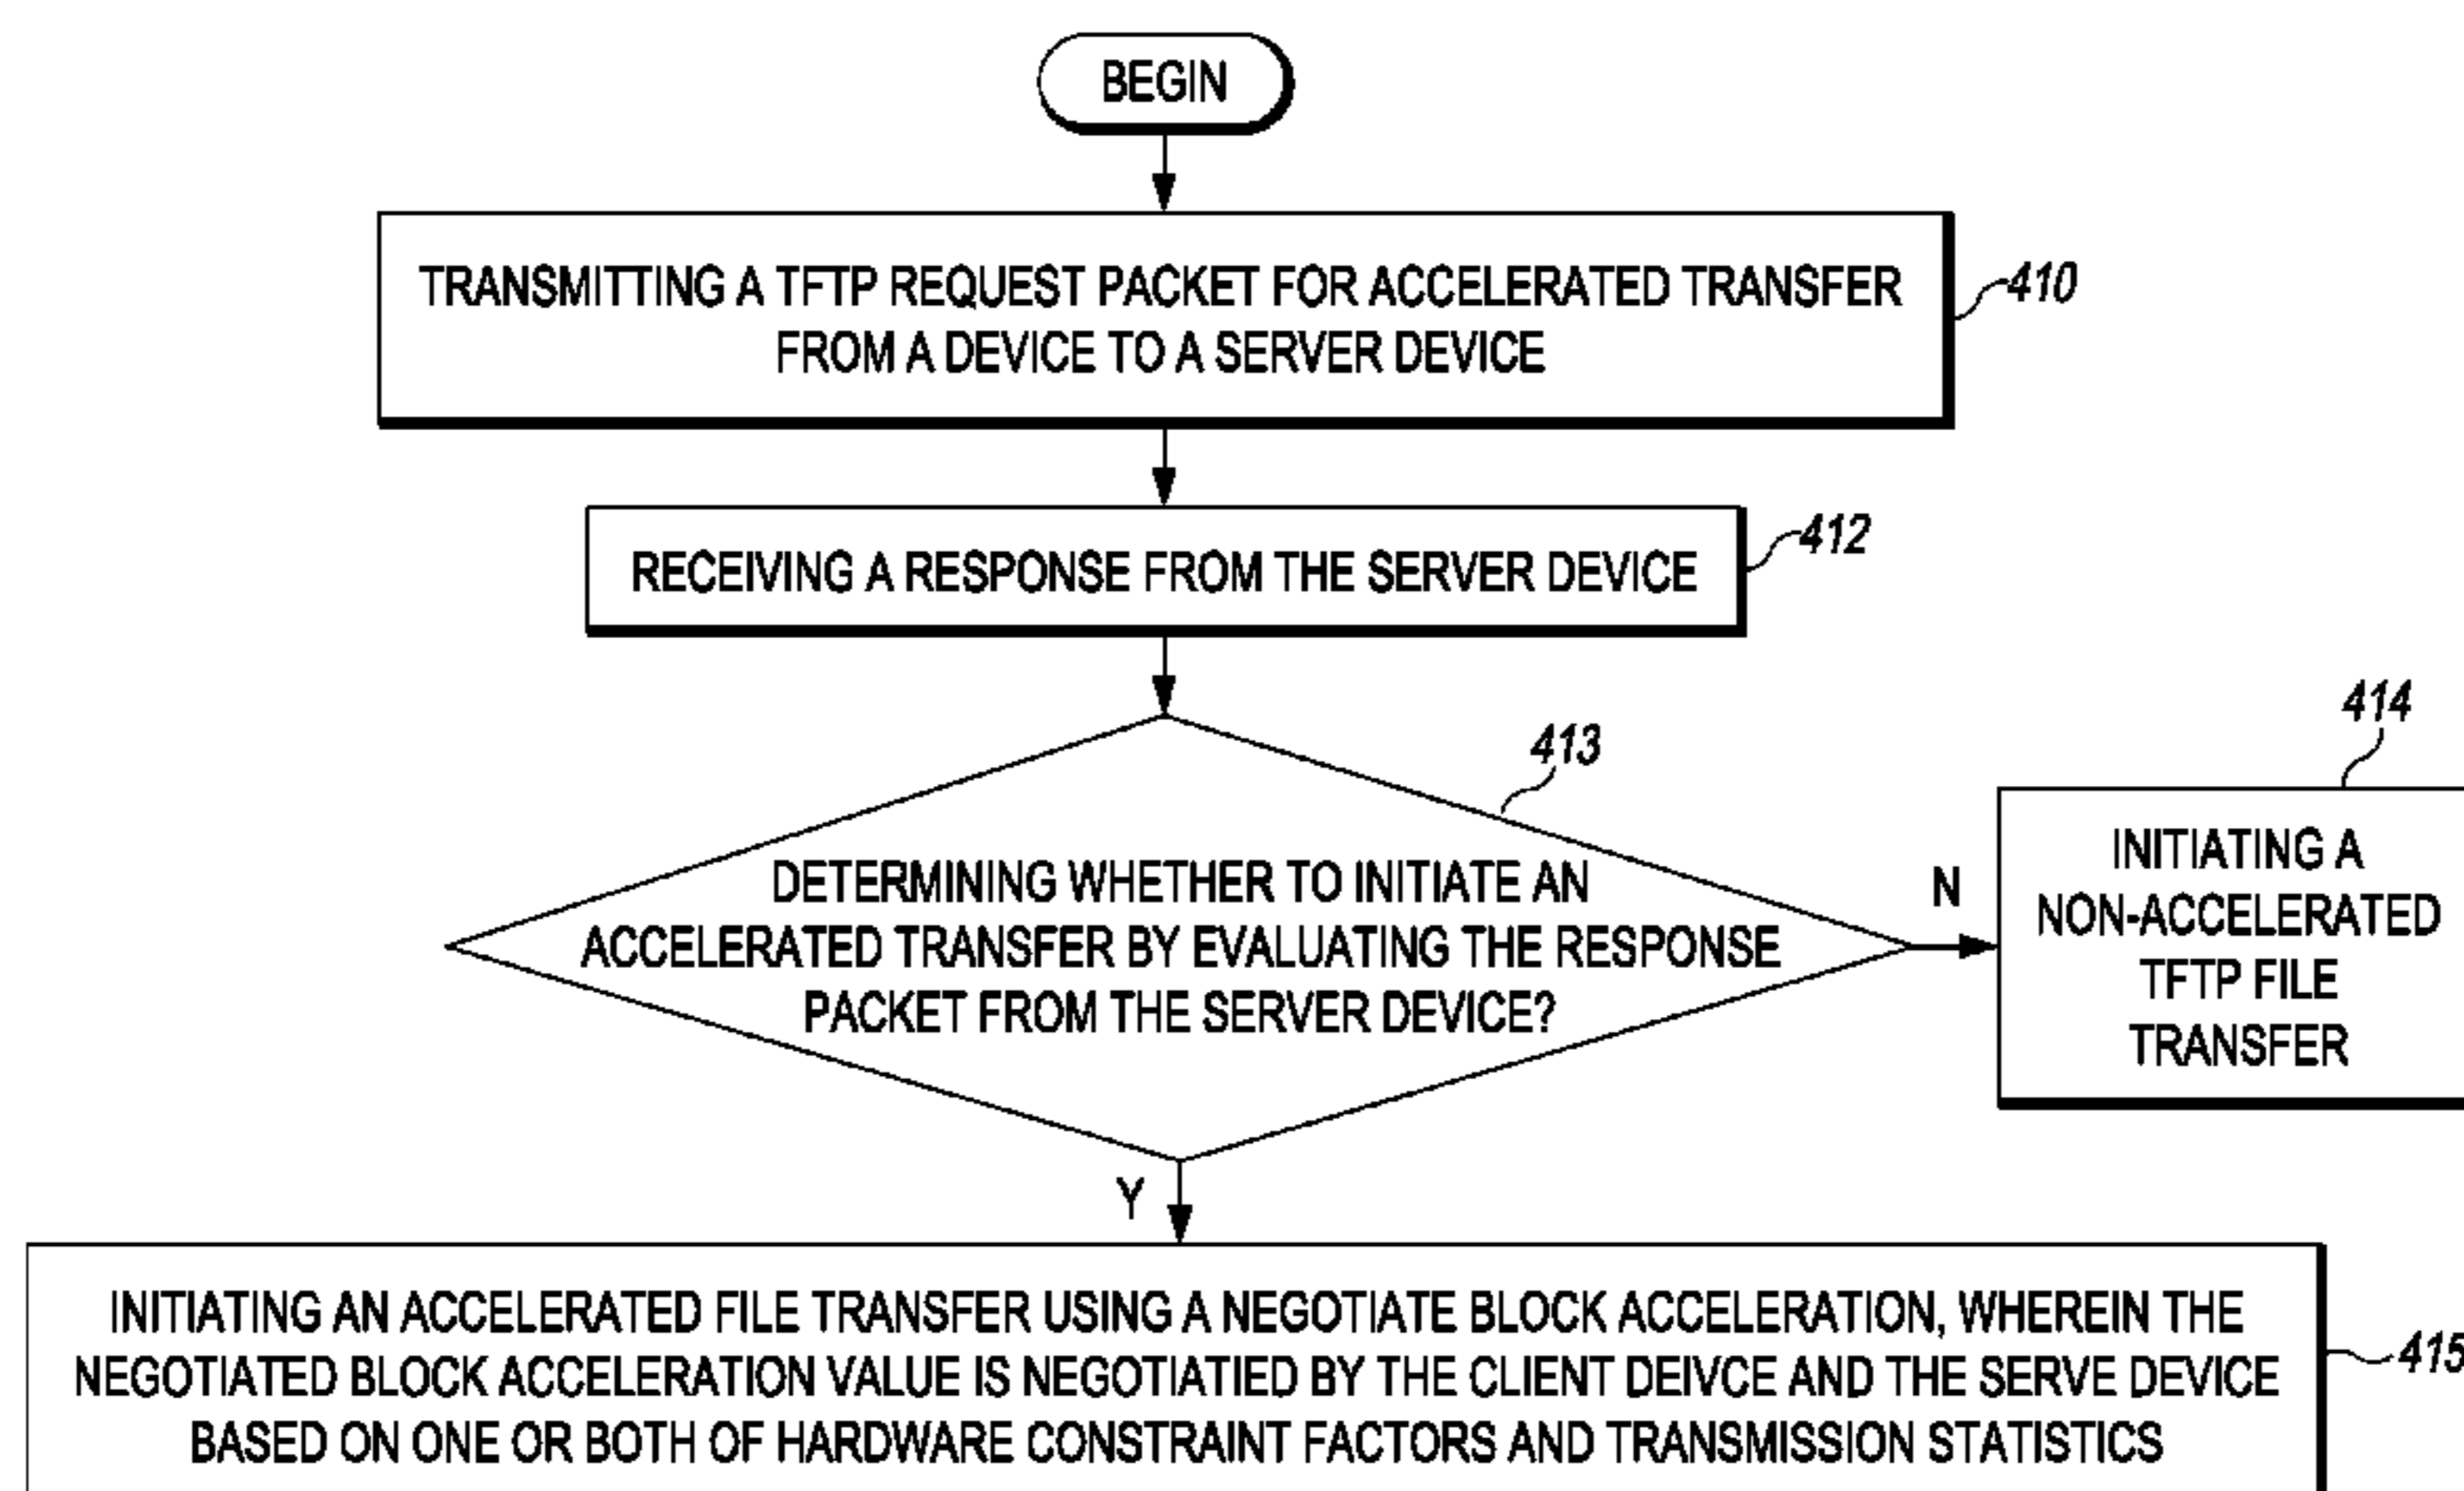 BEGIN
TRANSMITTING A TFTP REQUEST PACKET FOR ACCELERATED TRANSFER
FROM A DEVICE TO A SERVER DEVICE
410
RECEIVING A RESPONSE FROM THE SERVER DEVICE
412
413
414
DETERMINING WHETHER TO INITIATE AN
ACCELERATED TRANSFER BY EVALUATING THE RESPONSE
PACKET FROM THE SERVER DEVICE?
N
INITIATING A
NON-ACCELERATED
TFTP FILE
TRANSFER
Y
INITIATING AN ACCELERATED FILE TRANSFER USING A NEGOTIATE BLOCK ACCELERATION, WHEREIN THE
NEGOTIATED BLOCK ACCELERATION VALUE IS NEGOTIATIED BY THE CLIENT DEIVCE AND THE SERVE DEVICE
BASED ON ONE OR BOTH OF HARDWARE CONSTRAINT FACTORS AND TRANSMISSION STATISTICS
415